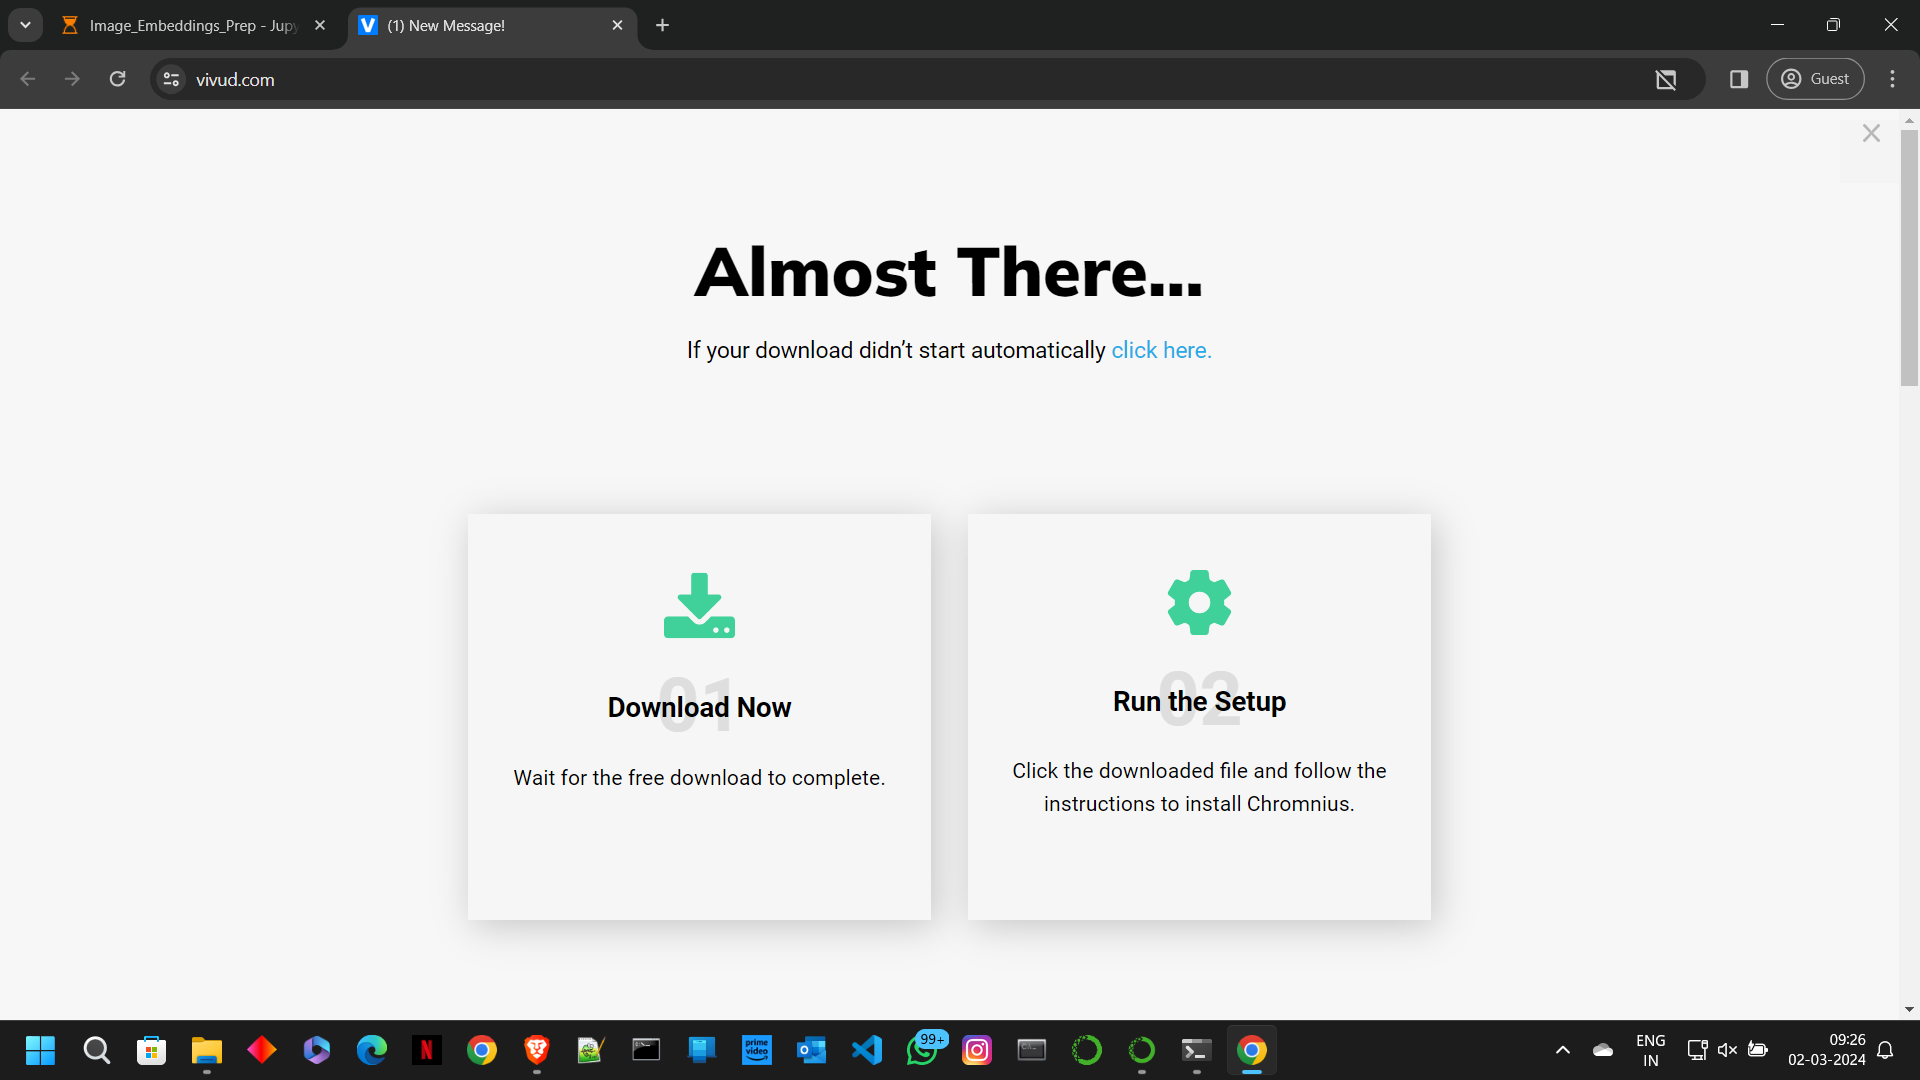 Image_Embeddings_Prep - Jupy
(1) New Message!
vivud.com
Guest
Almost There...
If your download didn’t start automatically click here.
01
Download Now
Wait for the free download to complete.
02
Run the Setup
Click the downloaded file and follow the
instructions to install Chromnius.
N
prime
video
99+
ENG
IN
09:26
02-03-2024